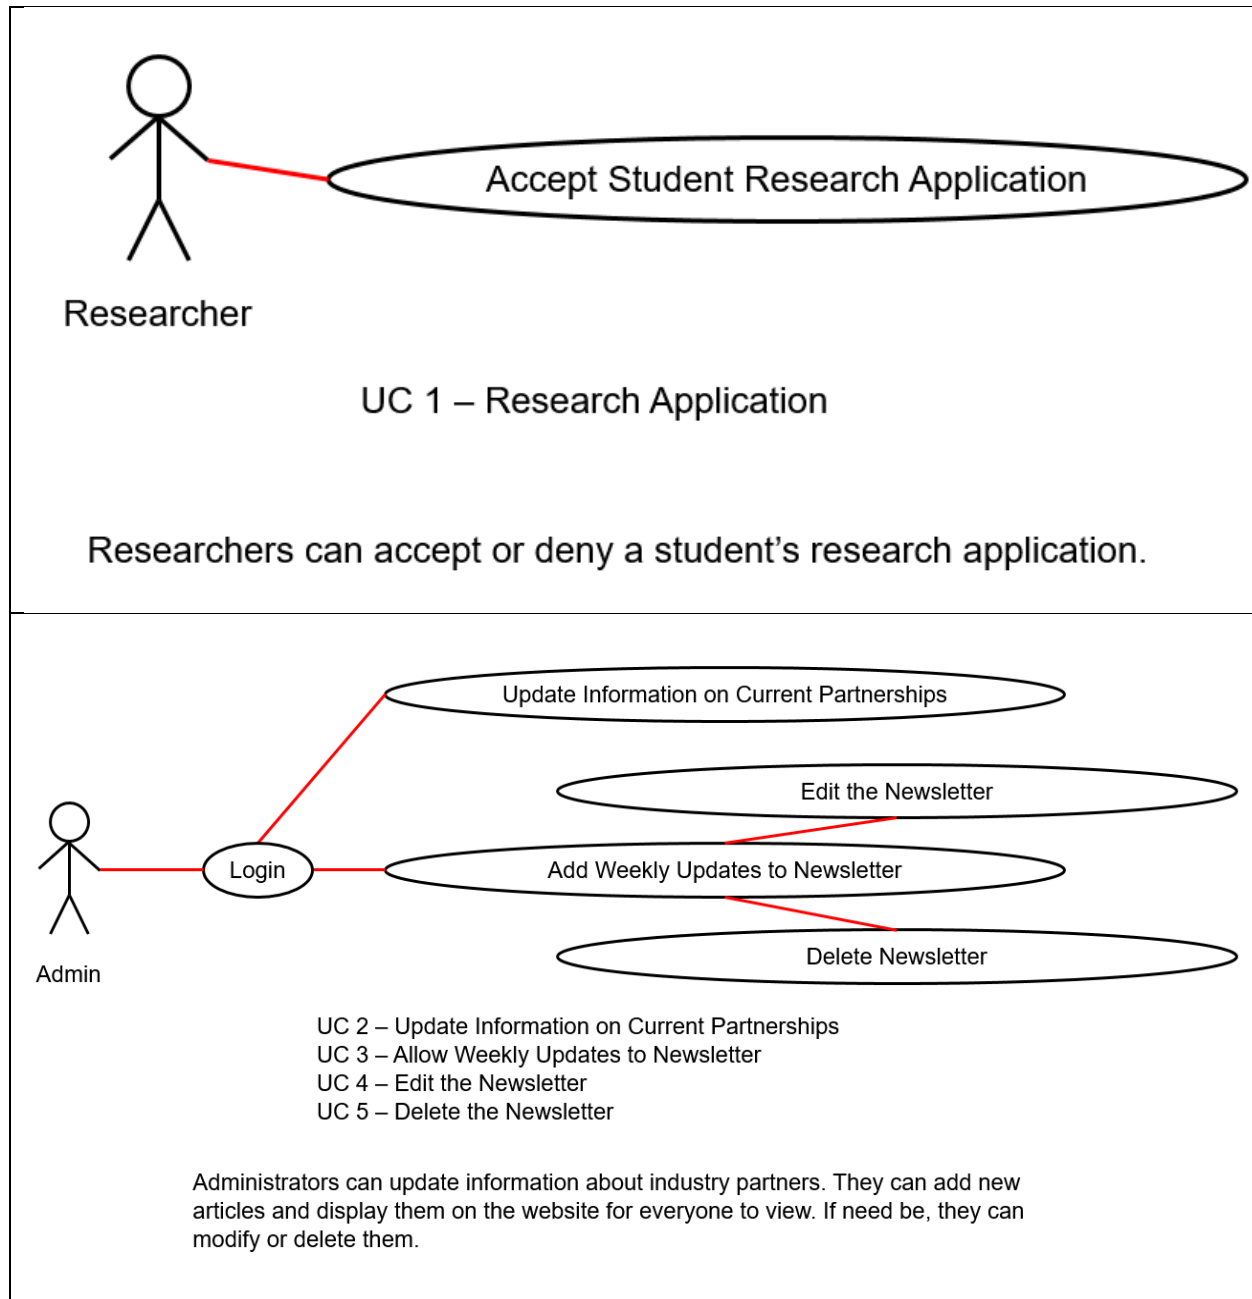 Accept Student Research Application
Researcher
UC 1 – Research Application
Researchers can accept or deny a student’s research application.
Update Information on Current Partnerships
Edit the Newsletter
Login
Add Weekly Updates to Newsletter
Delete Newsletter
Admin
UC 2 – Update Information on Current Partnerships
UC 3 – Allow Weekly Updates to Newsletter
UC 4 – Edit the Newsletter
UC 5 – Delete the Newsletter
Administrators can update information about industry partners. They can add new
articles and display them on the website for everyone to view. If need be, they can
modify or delete them.